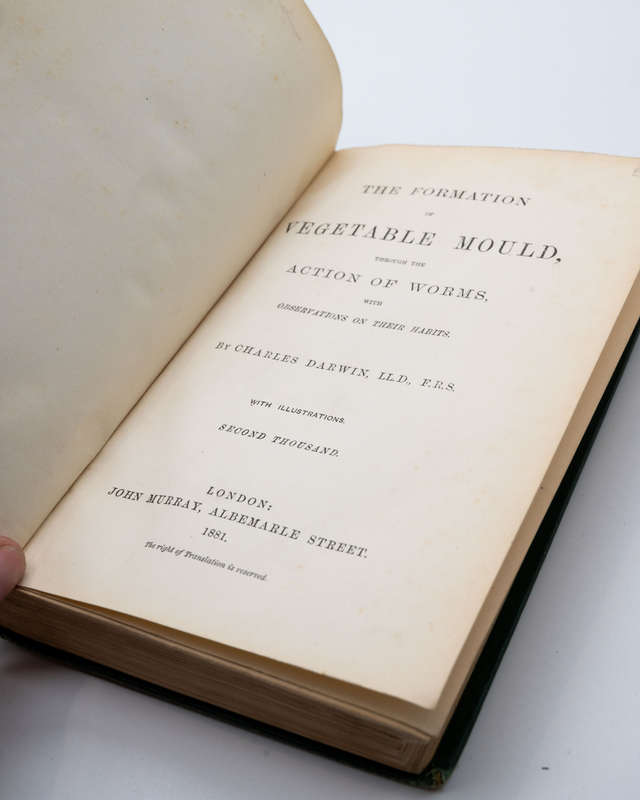 THE FORMATION
OF
VEGETABLE MOULD,
THROUGH THE
ACTION OF WORMS,
WITH
OBSERVATIONS ON THEIR HABITS.
BY CHARLES DARWIN, LL.D., F.R.S.
WITH ILLUSTRATIONS.
SECOND THOUSAND.
LONDON:
JOHN MURRAY, ALBEMARLE STREET.
1881.
The right of Translation is reserved.